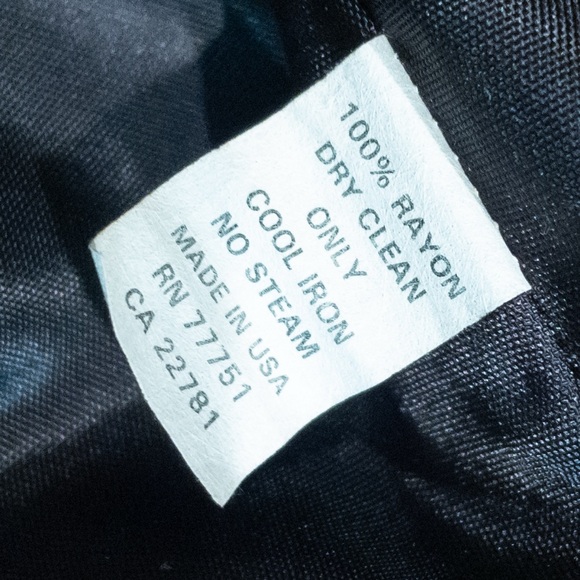 100% RAYON
DRY CLEAN
ONLY
COOL IRON
NO STEAM
MADE IN USA
RN 77751
CA 22781